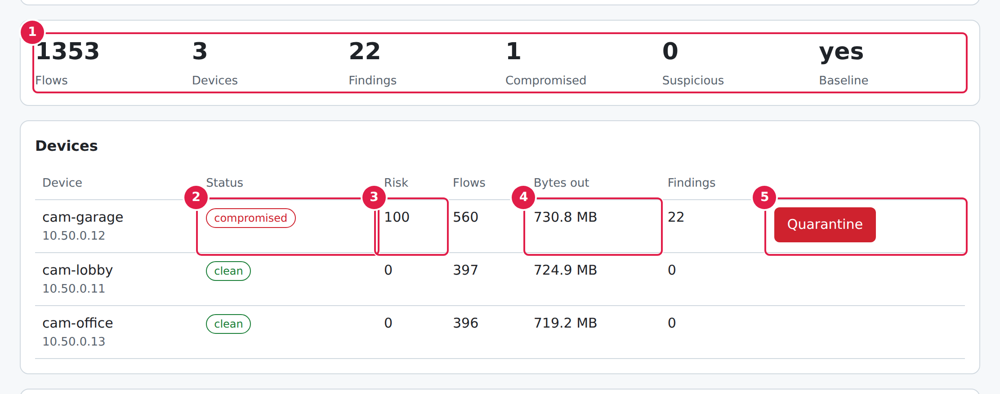 1
1353 3 22 1 0 yes
Flows Devices Findings Compromised Suspicious Baseline
Devices
Device Status Risk Flows Bytes out Findings
2 3 4 5
cam-garage compromised 100 560 730.8 MB 22 Quarantine
10.50.0.12
cam-lobby clean 0 397 724.9 MB 0
10.50.0.11
cam-office clean 0 396 719.2 MB 0
10.50.0.13